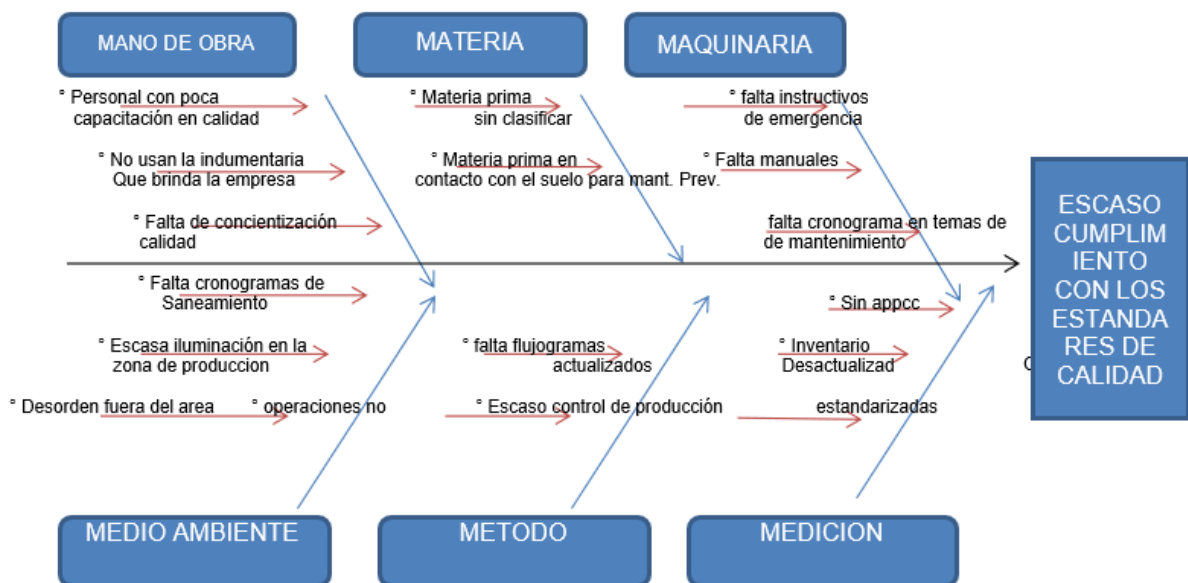 MANO DE OBRA
MATERIA
MAQUINARIA
° Personal con poca
capacitación en calidad
° Materia prima
sin clasificar
° falta instructivos
de emergencia
° No usan la indumentaria
Que brinda la empresa
° Materia prima en
contacto con el suelo para mant. Prev.
° Falta manuales
° Falta de concientización
calidad
falta cronograma en temas de
de mantenimiento
ESCASO
CUMPLIM
IENTO
CON LOS
ESTANDA
RES DE
CALIDAD
° Falta cronogramas de
Saneamiento
° Sin appcc
° Escasa iluminación en la
zona de produccion
falta flujogramas
actualizados
° Inventario
Desactualizad
° Desorden fuera del area
° operaciones no
° Escaso control de producción
estandarizadas
MEDIO AMBIENTE
METODO
MEDICION